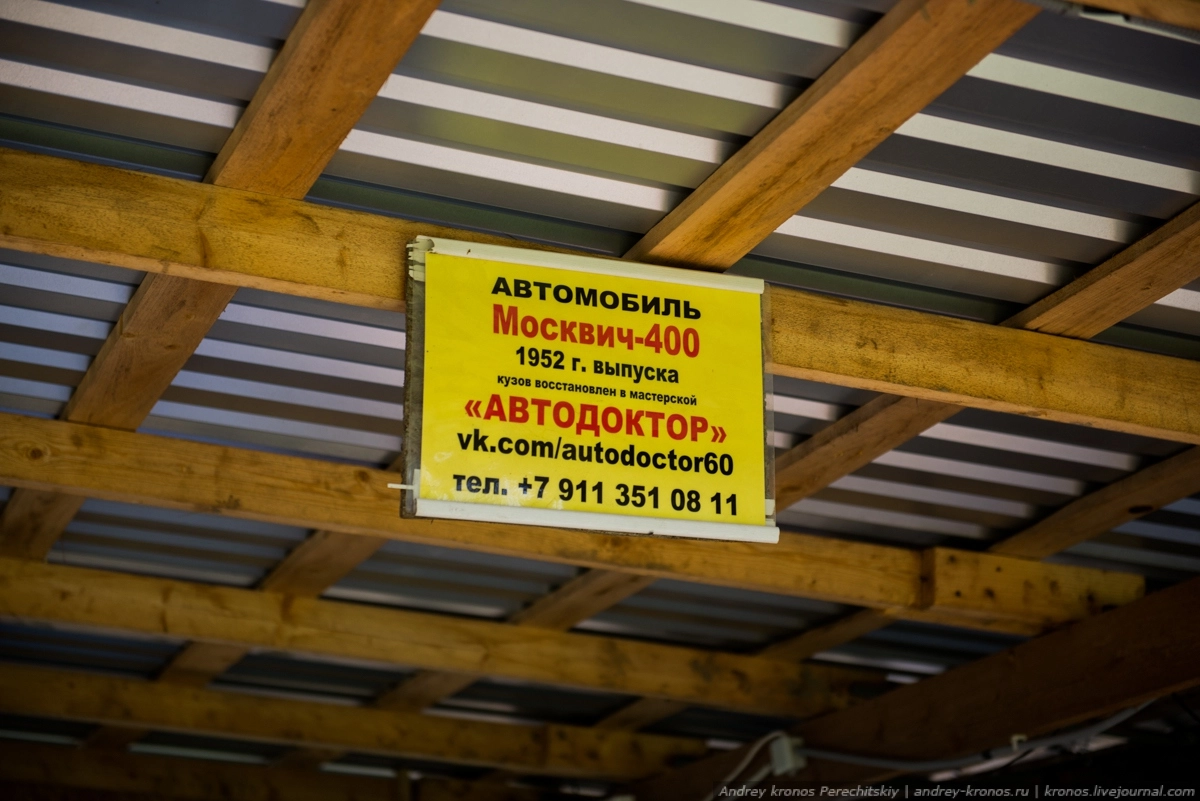 АВТОМОБИЛЬ
Москвич-400
1952 г. выпуска
кузов восстановлен в мастерской
«АВТОДОКТОР»
vk.com/autodoctor60
тел. +7 911 351 08 11
Andrey kronos Perechitskiy | andrey-kronos.ru | kronos.livejournal.com